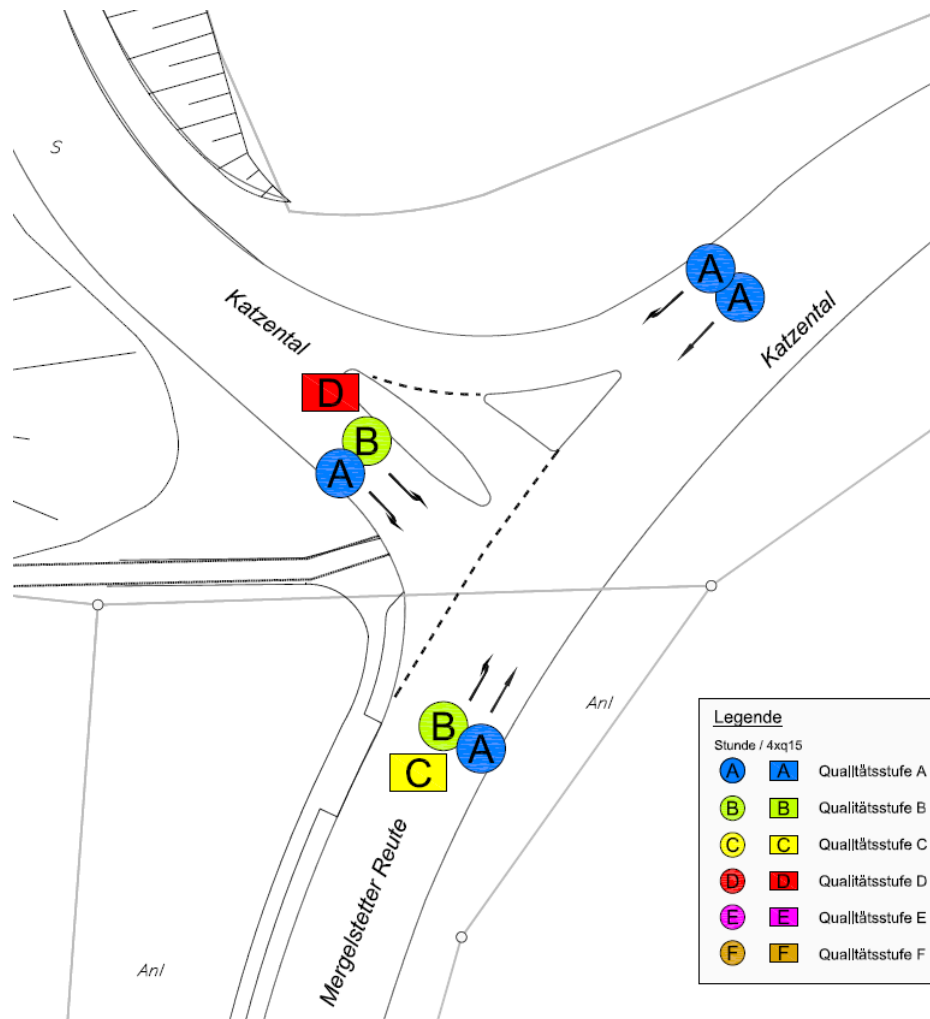 S
A
A
Katzental
Katzental
D
B
A
Anl
B
A
C
Mergelstetter Reute
Anl
Legende
Stunde / 4xq15
A A Qualitätsstufe A
B B Qualitätsstufe B
C C Qualitätsstufe C
D D Qualitätsstufe D
E E Qualitätsstufe E
F F Qualitätsstufe F